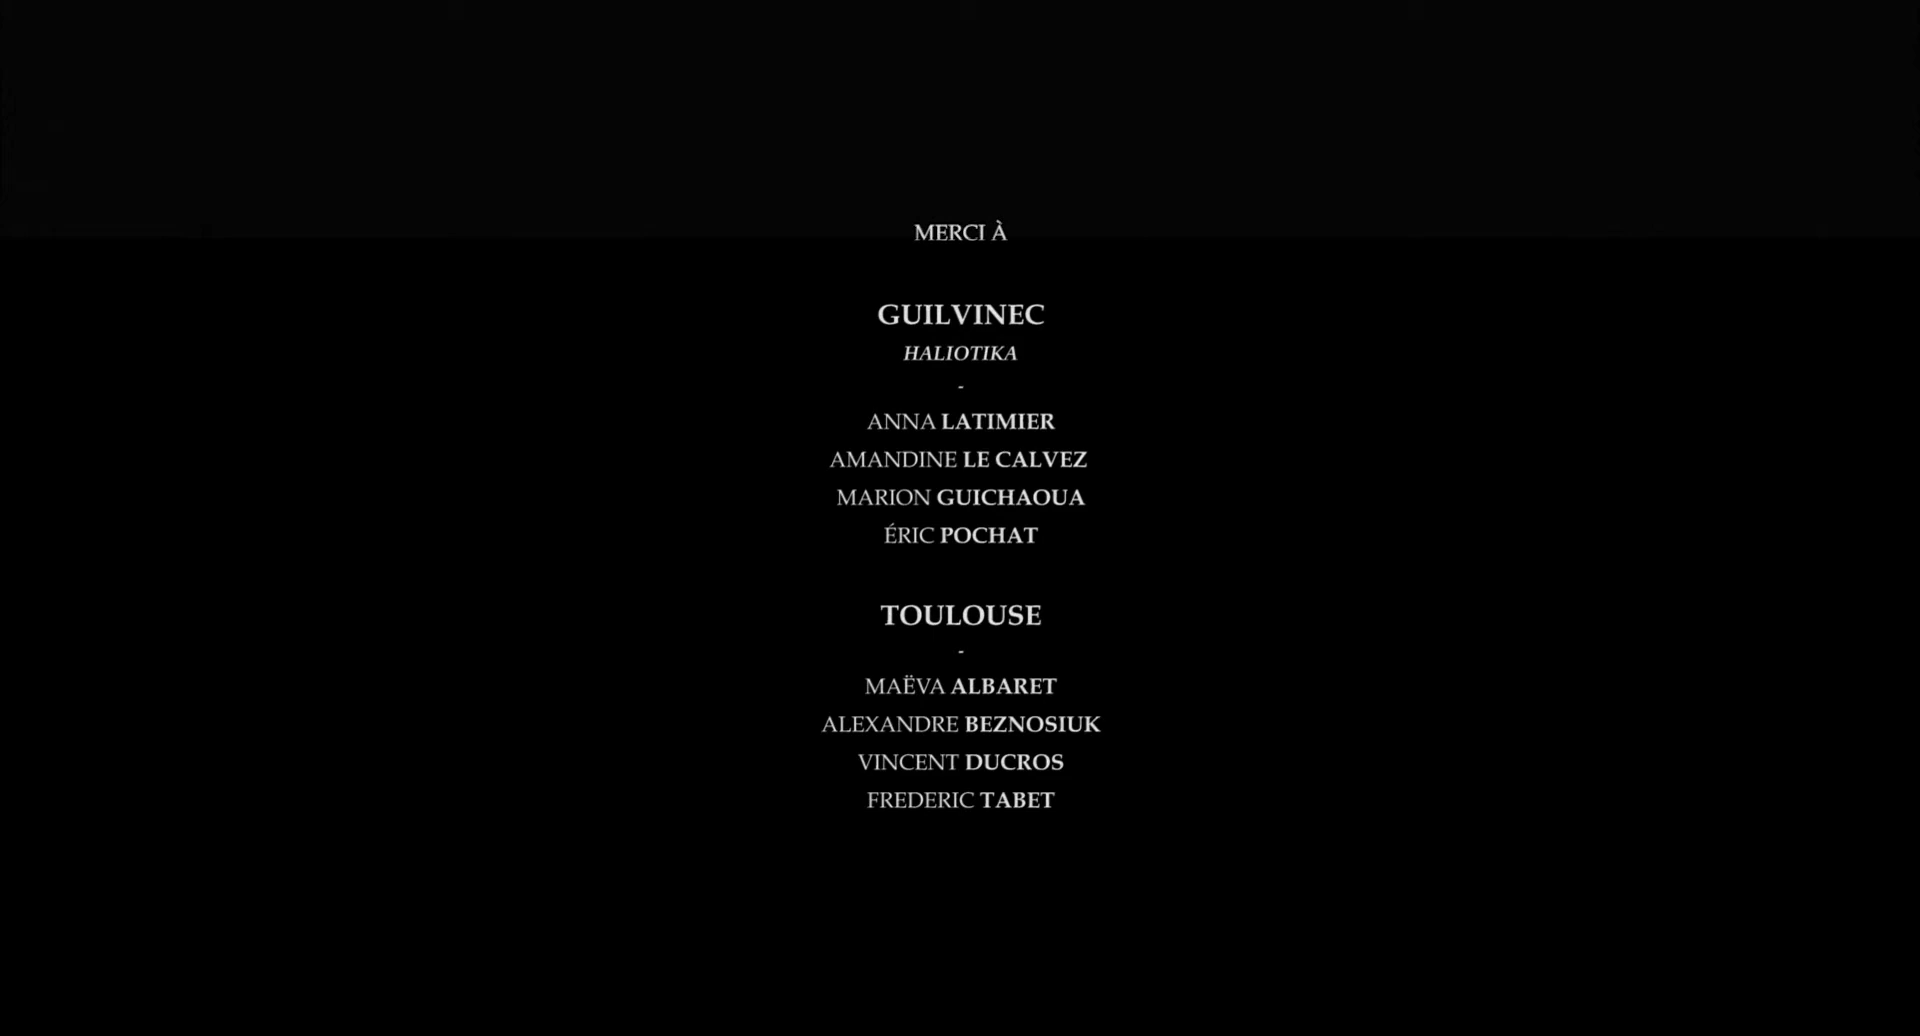 MERCI À
GUILVINEC
HALIOTIKA
-
ANNA LATIMIER
AMANDINE LE CALVEZ
MARION GUICHAOUA
ÉRIC POCHAT
TOULOUSE
-
MAËVA ALBARET
ALEXANDRE BEZNOSIUK
VINCENT DUCROS
FREDERIC TABET